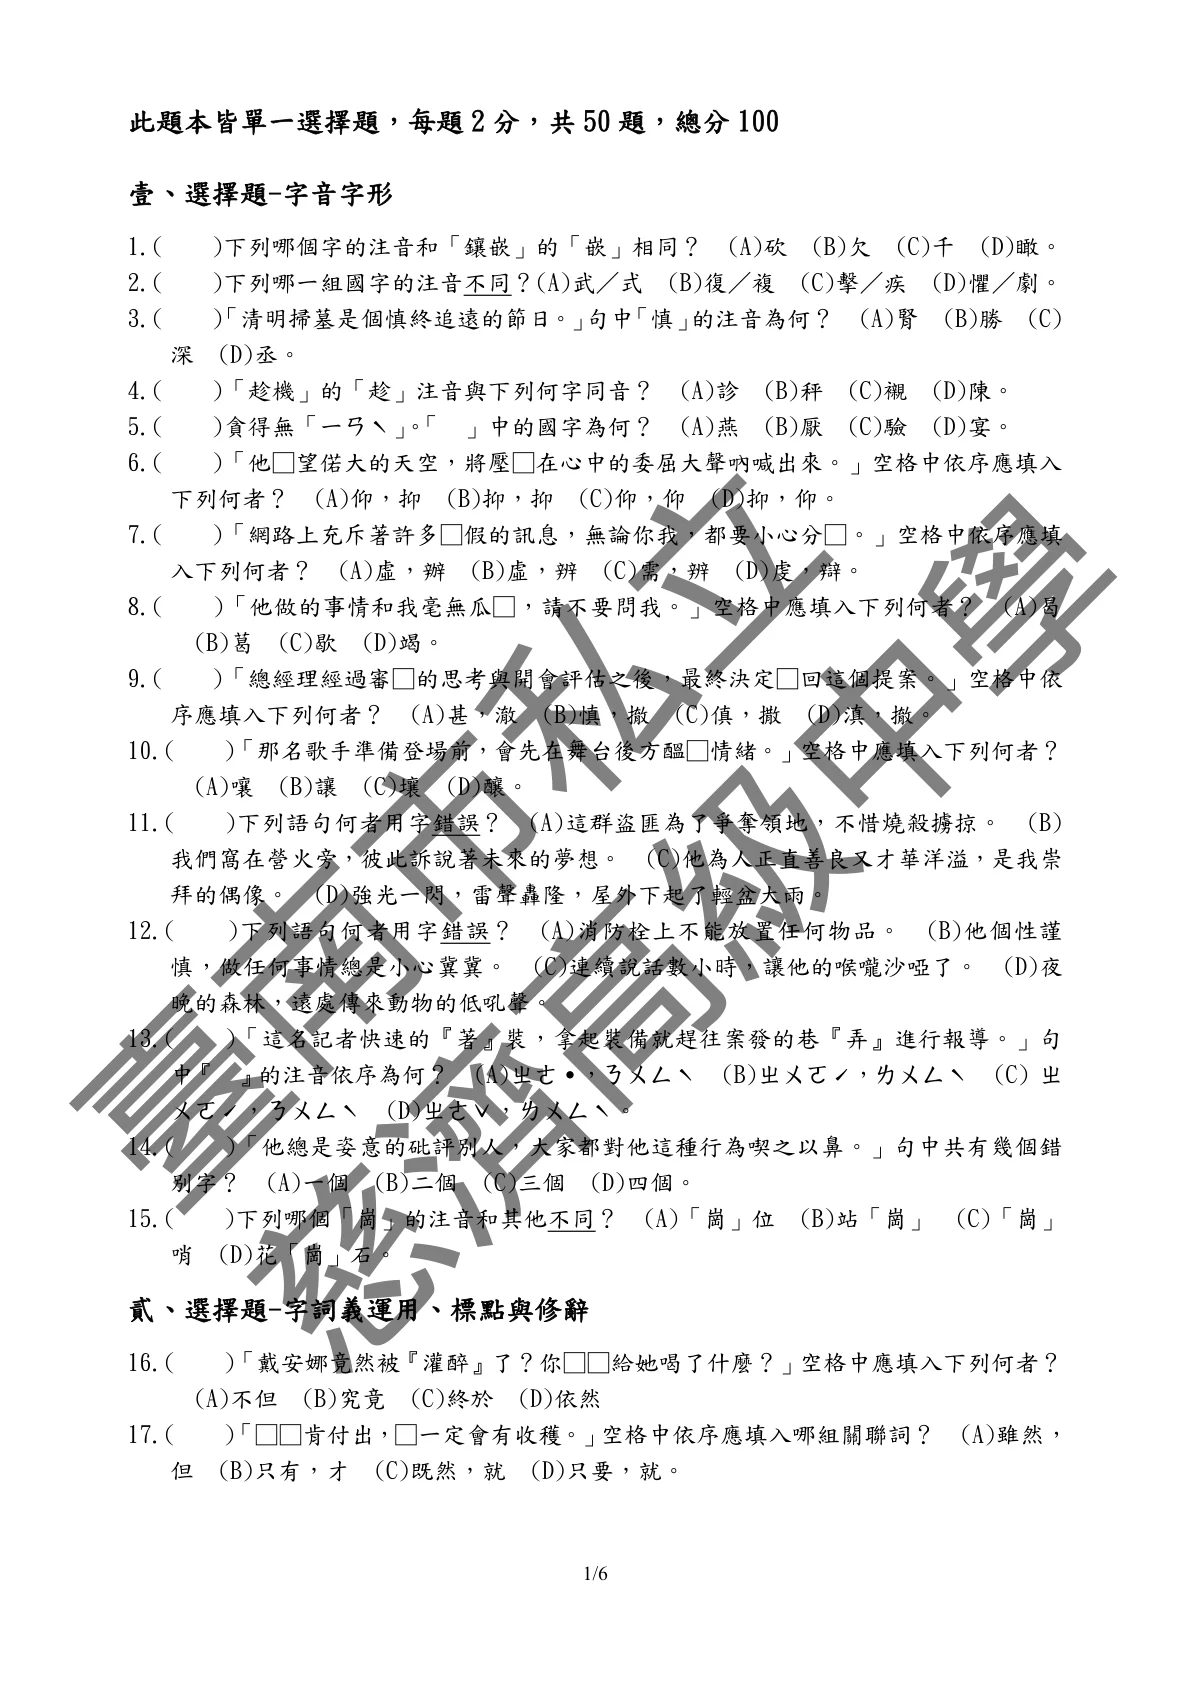 此題本皆單一選擇題，每題2分，共50題，總分100
壹、選擇題-字音字形
1.(　　)下列哪個字的注音和「鑲嵌」的「嵌」相同？　(A)砍　(B)欠　(C)千　(D)瞰。
2.(　　)下列哪一組國字的注音不同？(A)武／式　(B)復／複　(C)擊／疾　(D)懼／劇。
3.(　　)「清明掃墓是個慎終追遠的節日。」句中「慎」的注音為何？　(A)腎　(B)勝　(C)
深　(D)丞。
4.(　　)「趁機」的「趁」注音與下列何字同音？　(A)診　(B)秤　(C)襯　(D)陳。
5.(　　)貪得無「ㄧㄢˋ」。「　」中的國字為何？　(A)燕　(B)厭　(C)驗　(D)宴。
6.(　　)「他□望偌大的天空，將壓□在心中的委屈大聲吶喊出來。」空格中依序應填入
下列何者？　(A)仰，抑　(B)抑，抑　(C)仰，仰　(D)抑，仰。
7.(　　)「網路上充斥著許多□假的訊息，無論你我，都要小心分□。」空格中依序應填
入下列何者？　(A)虛，辦　(B)虛，辨　(C)需，辨　(D)虔，辯。
8.(　　)「他做的事情和我毫無瓜□，請不要問我。」空格中應填入下列何者？　(A)曷
(B)葛　(C)歇　(D)竭。
9.(　　)「總經理經過審□的思考與開會評估之後，最終決定□回這個提案。」空格中依
序應填入下列何者？　(A)甚，澈　(B)慎，撤　(C)傎，撒　(D)滇，撤。
10.(　　)「那名歌手準備登場前，會先在舞台後方醞□情緒。」空格中應填入下列何者？
(A)嚷　(B)讓　(C)壤　(D)釀。
11.(　　)下列語句何者用字錯誤？　(A)這群盜匪為了爭奪領地，不惜燒殺擄掠。　(B)
我們窩在營火旁，彼此訴說著未來的夢想。　(C)他為人正直善良又才華洋溢，是我崇
拜的偶像。　(D)強光一閃，雷聲轟隆，屋外下起了輕盆大雨。
12.(　　)下列語句何者用字錯誤？　(A)消防栓上不能放置任何物品。　(B)他個性謹
慎，做任何事情總是小心冀冀。　(C)連續說話數小時，讓他的喉嚨沙啞了。　(D)夜
晚的森林，遠處傳來動物的低吼聲。
13.(　　)「這名記者快速的『著』裝，拿起裝備就趕往案發的巷『弄』進行報導。」句
中『　』的注音依序為何？　(A)ㄓㄜ˙，ㄋㄨㄥˋ　(B)ㄓㄨㄛˊ，ㄌㄨㄥˋ　(C) ㄓ
ㄨㄛˊ，ㄋㄨㄥˋ　(D)ㄓㄜˇ，ㄌㄨㄥˋ。
14.(　　)「他總是姿意的砒評別人，大家都對他這種行為喫之以鼻。」句中共有幾個錯
別字？　(A)一個　(B)二個　(C)三個　(D)四個。
15.(　　)下列哪個「崗」的注音和其他不同？　(A)「崗」位　(B)站「崗」　(C)「崗」
哨　(D)花「崗」石。
貳、選擇題-字詞義運用、標點與修辭
16.(　　)「戴安娜竟然被『灌醉』了？你□□給她喝了什麼？」空格中應填入下列何者？
(A)不但　(B)究竟　(C)終於　(D)依然
17.(　　)「□□肯付出，□一定會有收穫。」空格中依序應填入哪組關聯詞？　(A)雖然，
但　(B)只有，才　(C)既然，就　(D)只要，就。
1/6
臺南市私立
慈濟高級中學